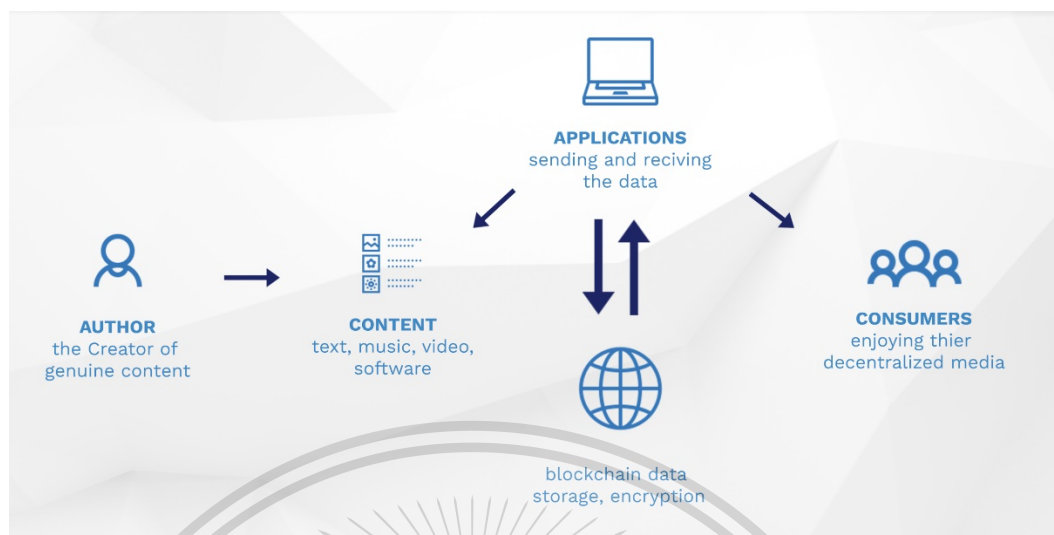 APPLICATIONS
sending and reciving
the data
AUTHOR
the Creator of
genuine content
CONTENT
text, music, video,
software
CONSUMERS
enjoying thier
decentralized media
blockchain data
storage, encryption